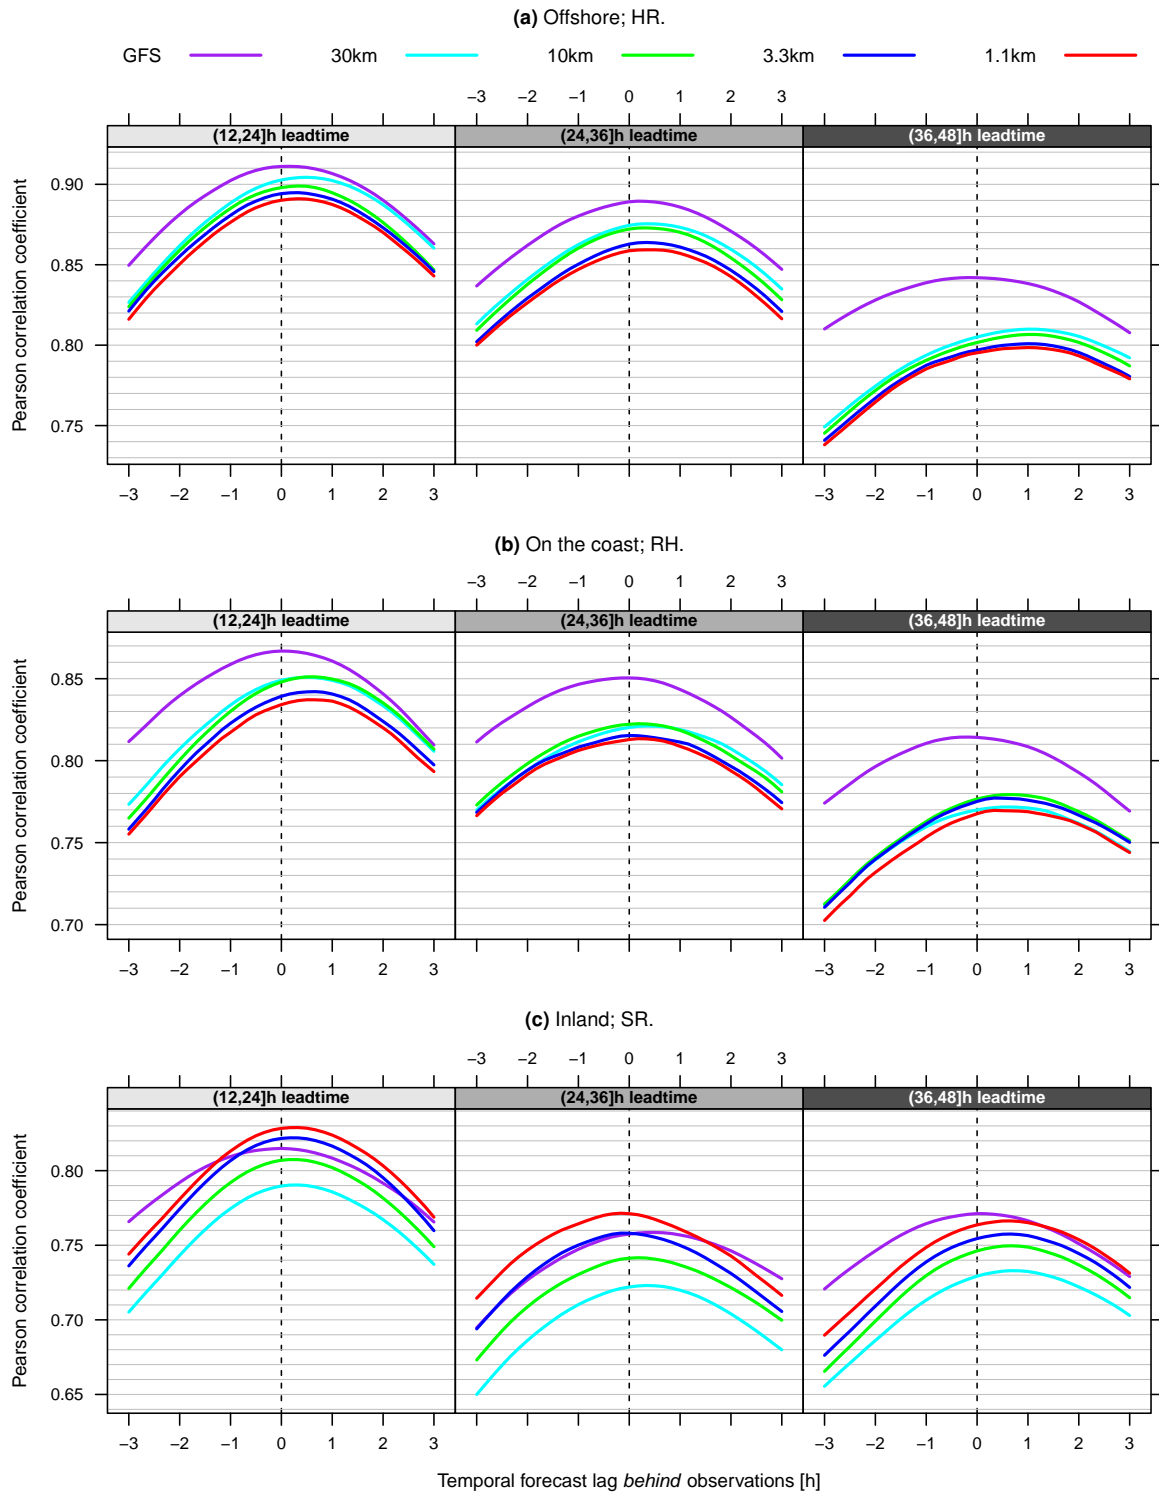 (a) Offshore; HR.
GFS 30km 10km 3.3km 1.1km
−3 −2 −1 0 1 2 3
(12,24]h leadtime (24,36]h leadtime (36,48]h leadtime
Pearson correlation coefficient
0.90
0.85
0.80
0.75
−3 −2 −1 0 1 2 3 −3 −2 −1 0 1 2 3
(b) On the coast; RH.
−3 −2 −1 0 1 2 3
(12,24]h leadtime (24,36]h leadtime (36,48]h leadtime
Pearson correlation coefficient
0.85
0.80
0.75
0.70
−3 −2 −1 0 1 2 3 −3 −2 −1 0 1 2 3
(c) Inland; SR.
−3 −2 −1 0 1 2 3
(12,24]h leadtime (24,36]h leadtime (36,48]h leadtime
Pearson correlation coefficient
0.80
0.75
0.70
0.65
−3 −2 −1 0 1 2 3 −3 −2 −1 0 1 2 3
Temporal forecast lag behind observations [h]